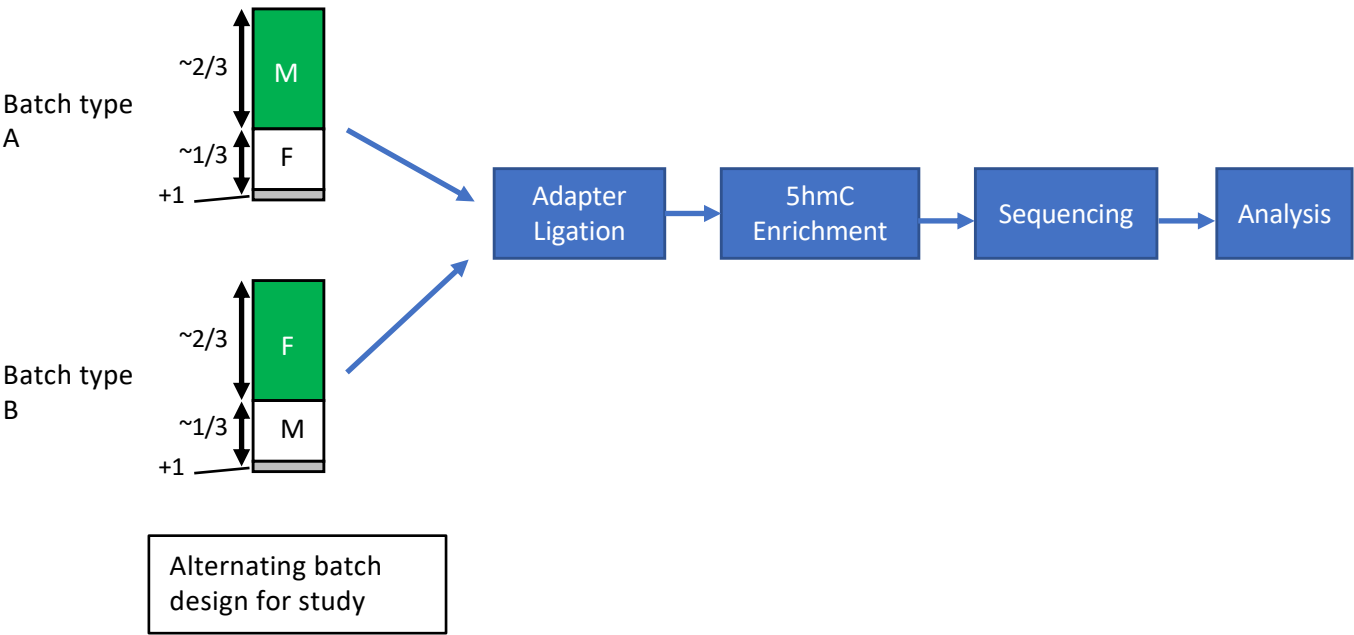 ~2/3
M
Batch type
A
~1/3
F
+1
Adapter
Ligation
5hmC
Enrichment
Sequencing
Analysis
~2/3
F
Batch type
B
~1/3
M
+1
Alternating batch
design for study